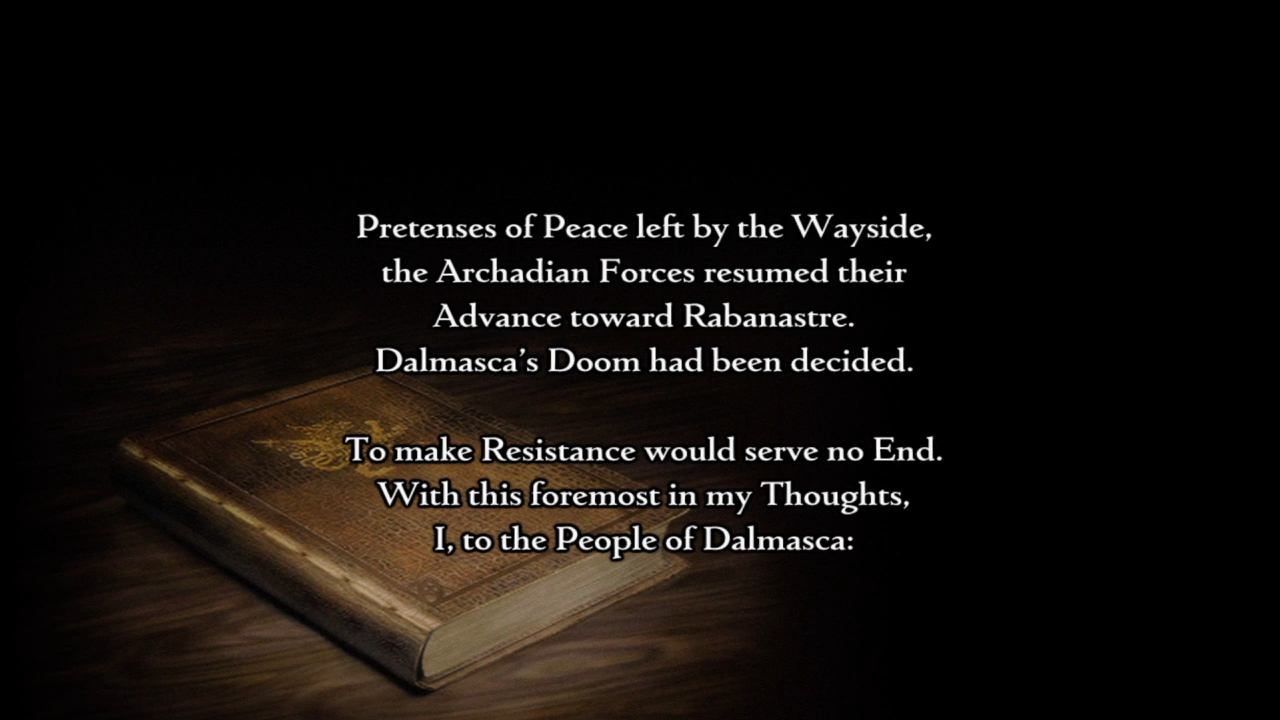 Pretenses of Peace left by the Wayside,
the Archadian Forces resumed their
Advance toward Rabanastre.
Dalmasca's Doom had been decided.
To make Resistance would serve no End.
With this foremost in my Thoughts,
I, to the People of Dalmasca: